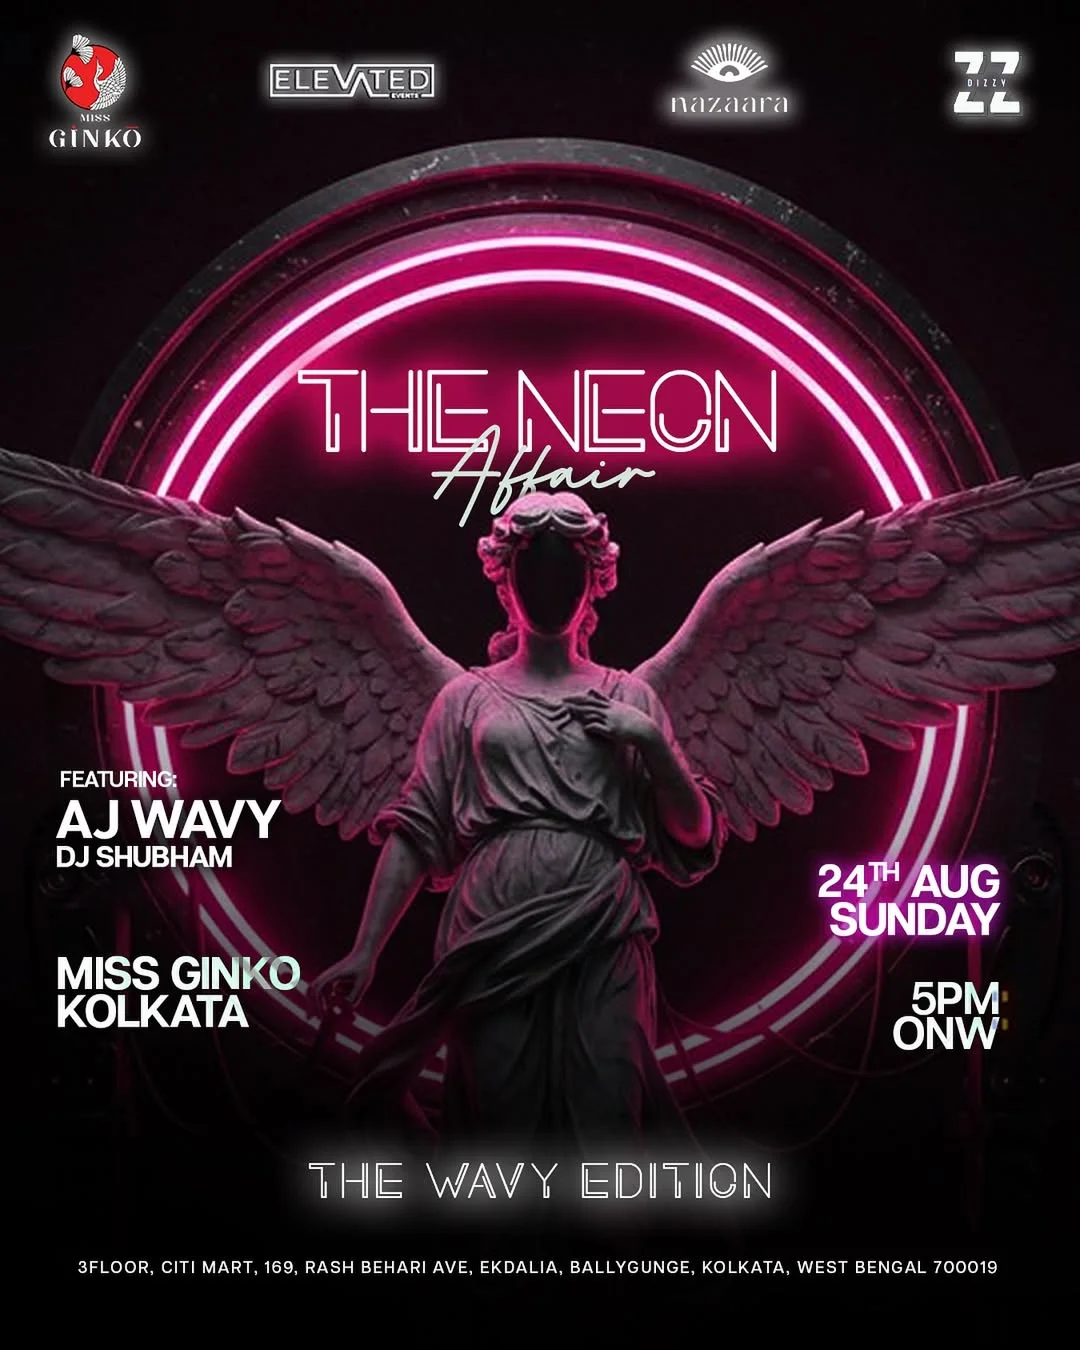 MISS
GINKO
ELEVATED
EVENTS
nazaara
ZZ
DIZZY
THE NEON
Affair
FEATURING:
AJ WAVY
DJ SHUBHAM
MISS GINKO
KOLKATA
24TH AUG
SUNDAY
5PM
ONW
THE WAVY EDITION
3FLOOR, CITI MART, 169, RASH BEHARI AVE, EKDALIA, BALLYGUNGE, KOLKATA, WEST BENGAL 700019